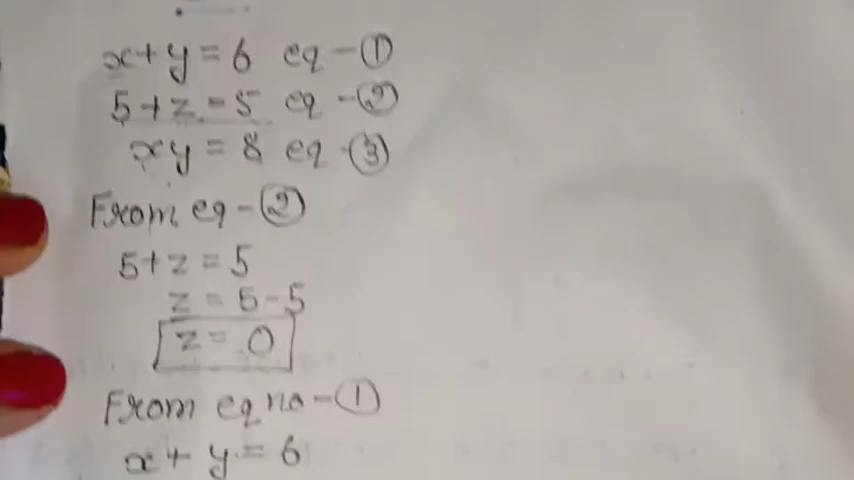 x+y=6 eq-①
5+z=5 eq-②
xy=8 eq-③
From eq-②
5+z=5
z=5-5
z=0
From eq no-①
x+y=6